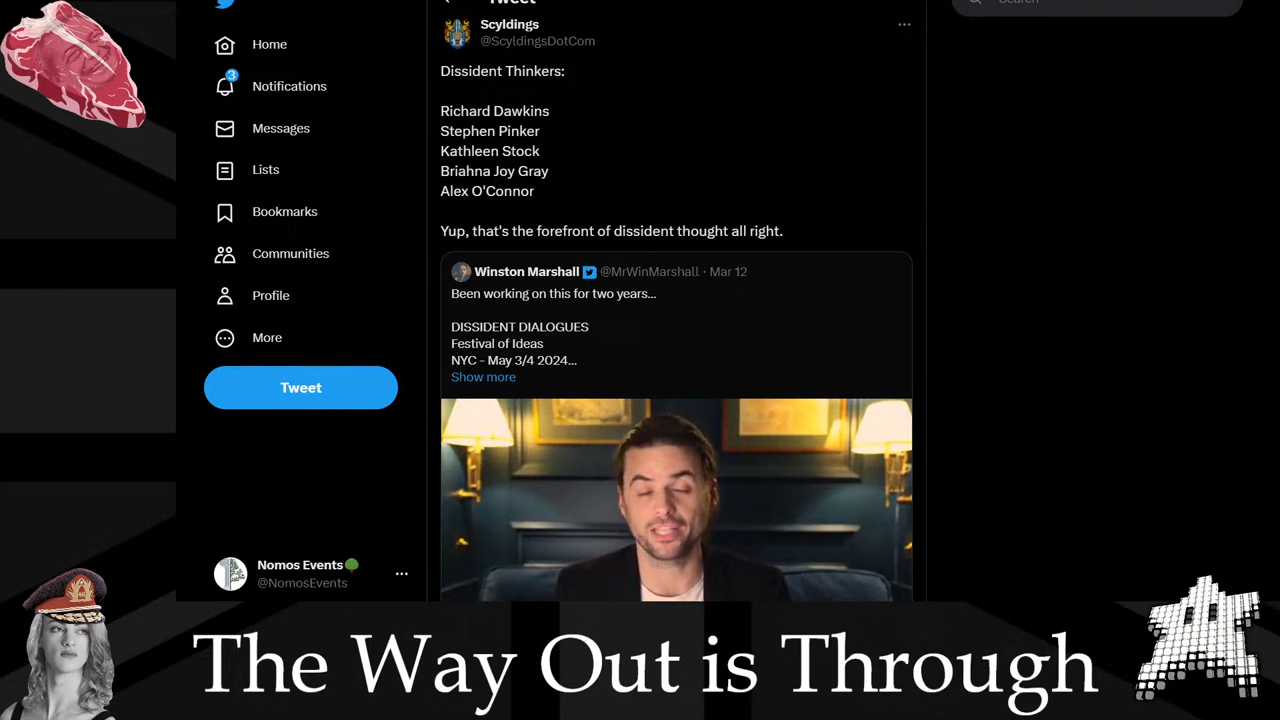 Tweet
Search
Scyldings
@ScyldingsDotCom
Dissident Thinkers:
Richard Dawkins
Stephen Pinker
Kathleen Stock
Briahna Joy Gray
Alex O'Connor
Yup, that's the forefront of dissident thought all right.
Winston Marshall @MrWinMarshall · Mar 12
Been working on this for two years...
DISSIDENT DIALOGUES
Festival of Ideas
NYC - May 3/4 2024...
Show more
Home
3
Notifications
Messages
Lists
Bookmarks
Communities
Profile
More
Tweet
Nomos Events
@NomosEvents
The Way Out is Through